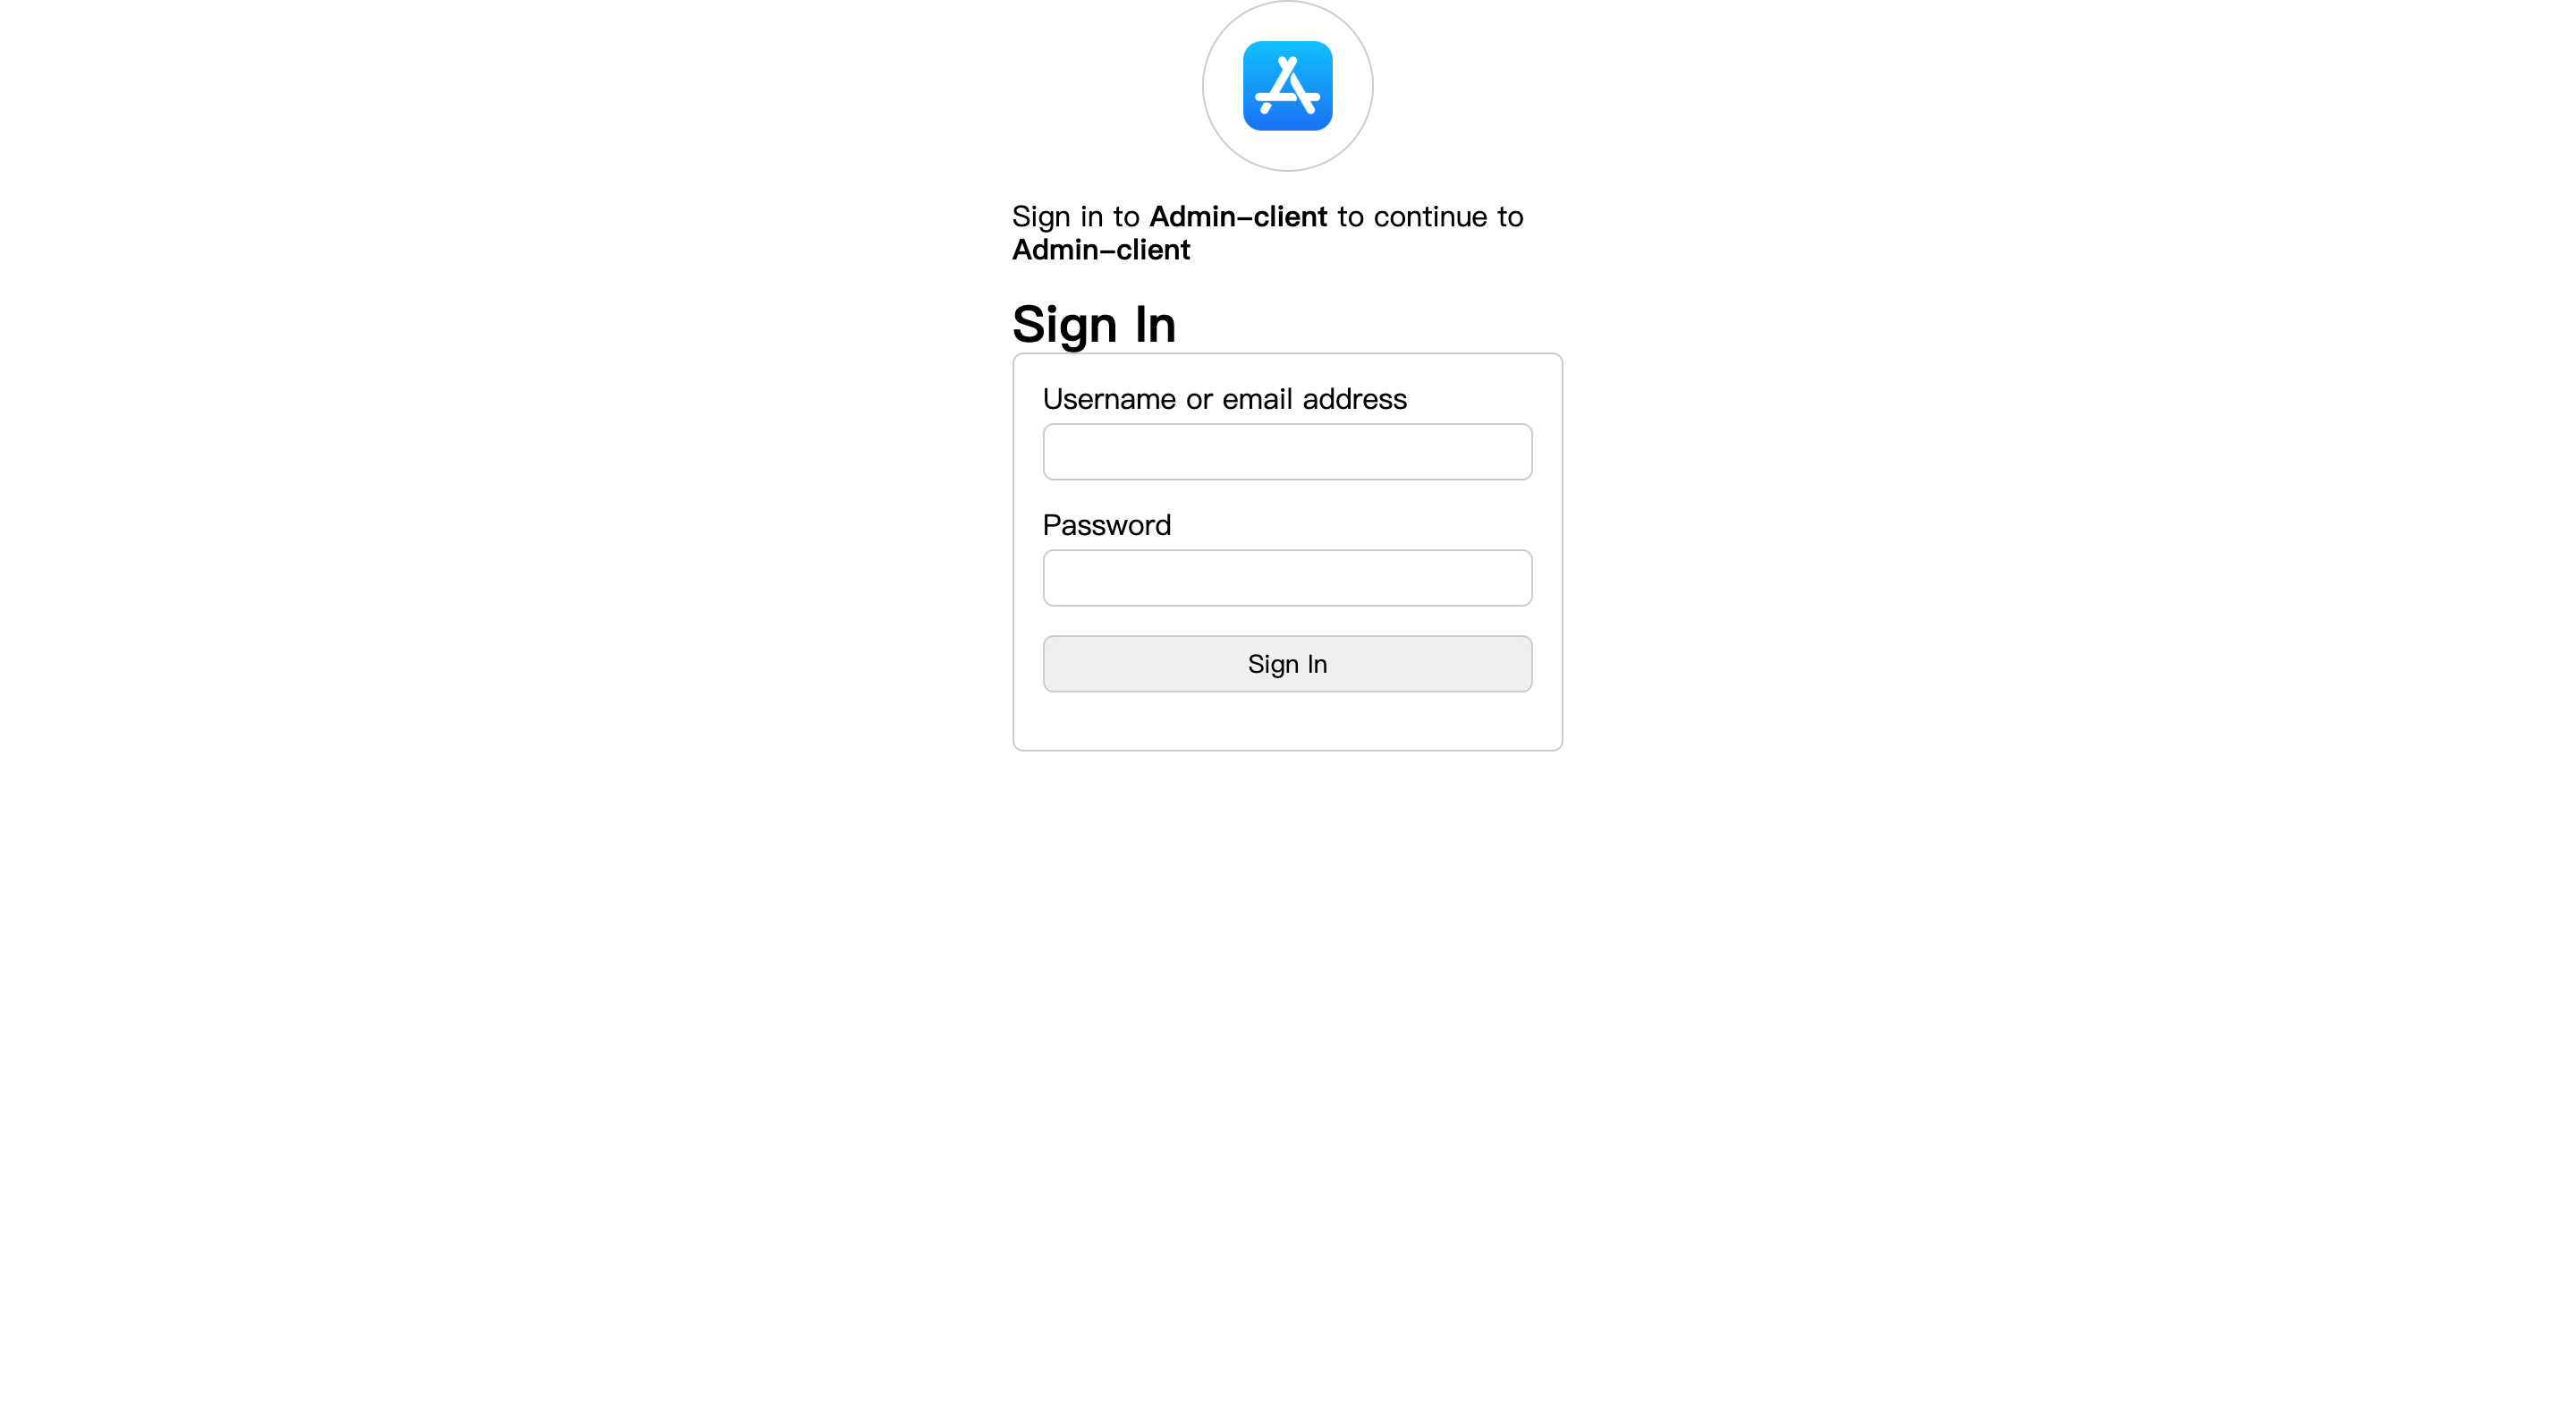 Sign in to Admin-client to continue to
Admin-client
Sign In
Username or email address
Password
Sign In